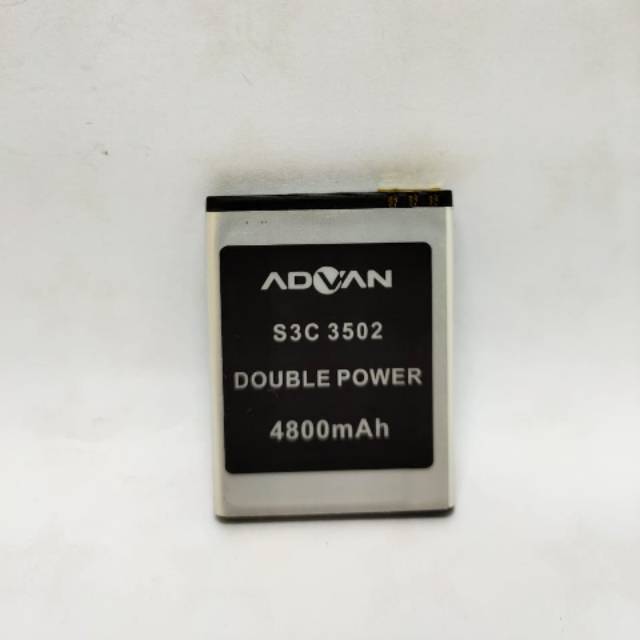 ADVAN
S3C 3502
DOUBLE POWER
4800mAh